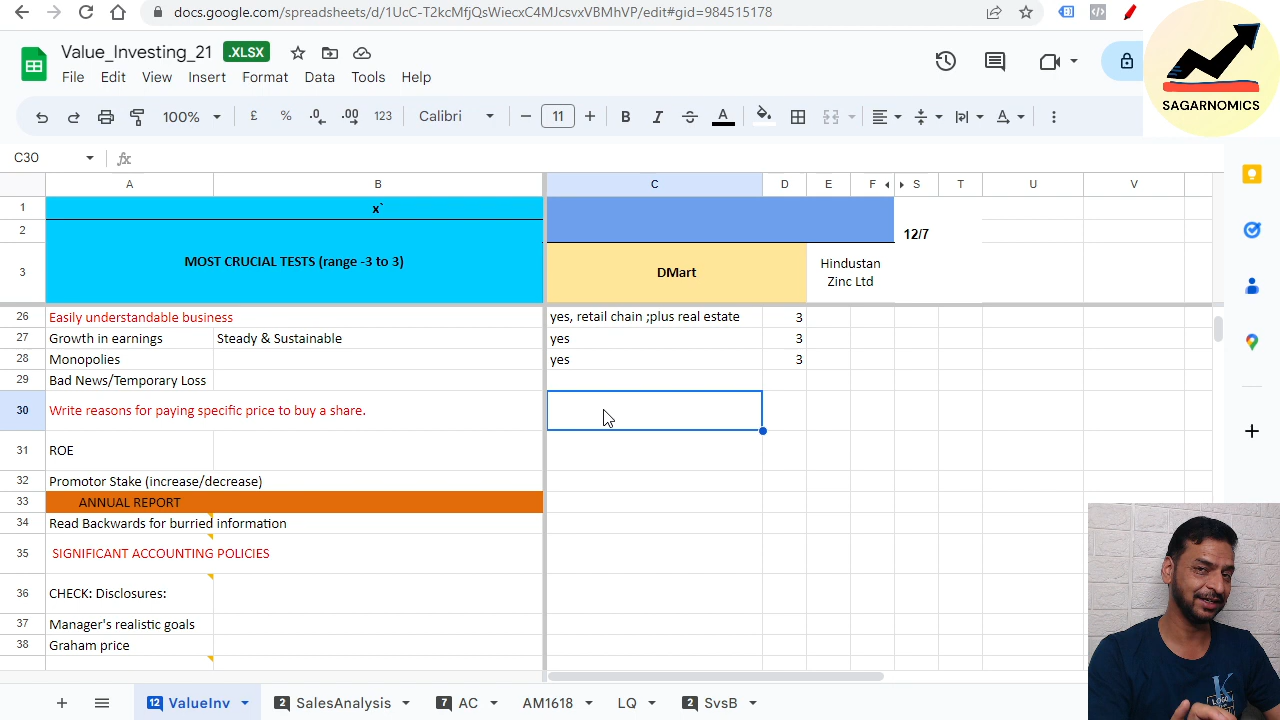 docs.google.com/spreadsheets/d/1UcC-T2kcMfjQsWiecxC4MJcsvxVBMhVP/edit#gid=984515178
Value_Investing_21 .XLSX
File Edit View Insert Format Data Tools Help
SAGARNOMICS
100% £ % .0 .00 123 Calibri 11 B I S A
C30 fx
A B C D E F S T U V
1 x`
2 12/7
3 MOST CRUCIAL TESTS (range -3 to 3) DMart Hindustan
Zinc Ltd
26 Easily understandable business yes, retail chain ;plus real estate 3
27 Growth in earnings Steady & Sustainable yes 3
28 Monopolies yes 3
29 Bad News/Temporary Loss
30 Write reasons for paying specific price to buy a share.
31 ROE
32 Promotor Stake (increase/decrease)
33 ANNUAL REPORT
34 Read Backwards for burried information
35 SIGNIFICANT ACCOUNTING POLICIES
36 CHECK: Disclosures:
37 Manager's realistic goals
38 Graham price
12 ValueInv 2 SalesAnalysis 7 AC AM1618 LQ 2 SvsB